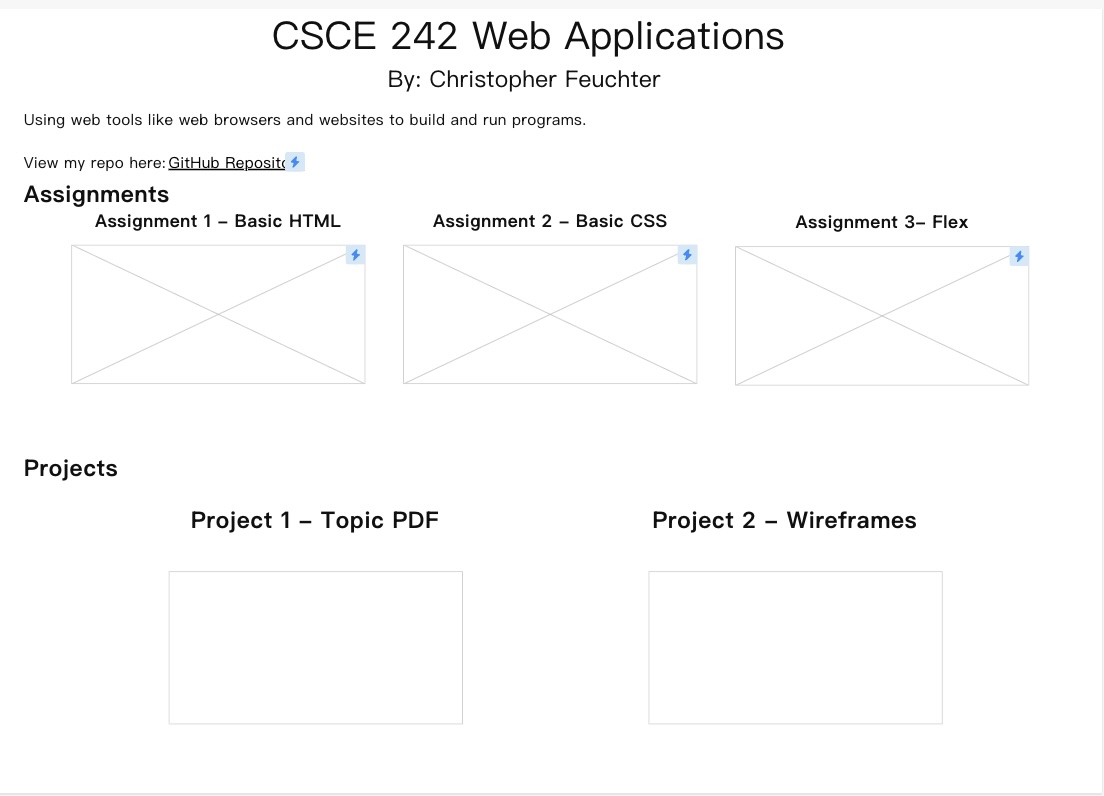 CSCE 242 Web Applications
By: Christopher Feuchter
Using web tools like web browsers and websites to build and run programs.
View my repo here: GitHub
Assignments
Assignment 1 – Basic HTML
Assignment 2 – Basic CSS
Assignment 3– Flex
Projects
Project 1 – Topic PDF
Project 2 – Wireframes